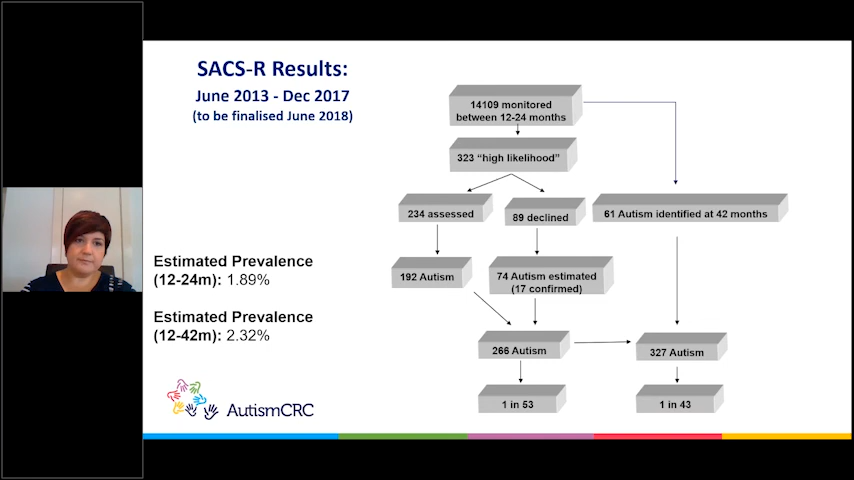 SACS-R Results:
June 2013 - Dec 2017
(to be finalised June 2018)
14109 monitored
between 12-24 months
323 "high likelihood"
234 assessed
89 declined
61 Autism identified at 42 months
Estimated Prevalence
(12-24m): 1.89%
192 Autism
74 Autism estimated
(17 confirmed)
Estimated Prevalence
(12-42m): 2.32%
266 Autism
327 Autism
1 in 53
1 in 43
AutismCRC